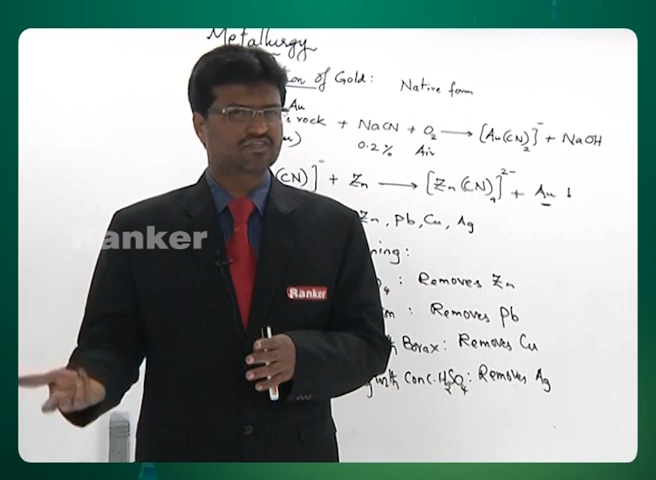 Metallurgy
tion of Gold: Native form
Au
's rock + NaCN + O₂ ⟶ [Au(CN)₂]⁻ + NaOH
0.2% Air
(CN)]⁻ + Zn ⟶ [Zn(CN)₄]²⁻ + Au ↓
Zn, Pb, Cu, Ag
ning:
: Removes Zn
: Removes Pb
Borax: Removes Cu
with Conc. H₂SO₄: Removes Ag
Ranker
Ranker